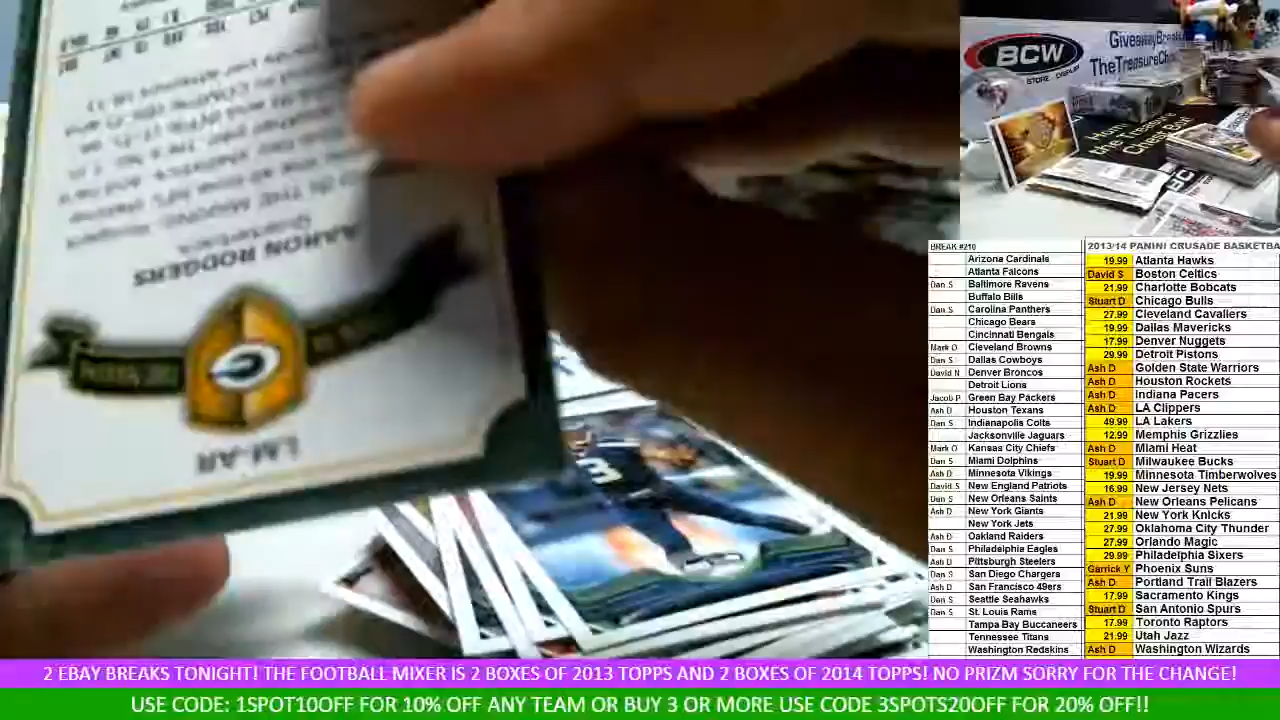 AARON RODGERS
LM-AR
BCW
STORE DISPLAY
GiveawayBreak
TheTreasureChe
the Treasure
Chest Box
BREAK #210
Arizona Cardinals
Atlanta Falcons
Dan S Baltimore Ravens
Buffalo Bills
Dan S Carolina Panthers
Chicago Bears
Cincinnati Bengals
Mark O Cleveland Browns
Dan S Dallas Cowboys
David N Denver Broncos
Detroit Lions
Jacob P Green Bay Packers
Ash D Houston Texans
Dan S Indianapolis Colts
Jacksonville Jaguars
Mark O Kansas City Chiefs
Dan S Miami Dolphins
Ash D Minnesota Vikings
David S New England Patriots
Dan S New Orleans Saints
Ash D New York Giants
New York Jets
Ash D Oakland Raiders
Dan S Philadelphia Eagles
Ash D Pittsburgh Steelers
Dan S San Diego Chargers
Ash D San Francisco 49ers
Dan S Seattle Seahawks
Dan S St. Louis Rams
Tampa Bay Buccaneers
Tennessee Titans
Washington Redskins
2013/14 PANINI CRUSADE BASKETBA
19.99 Atlanta Hawks
David S Boston Celtics
21.99 Charlotte Bobcats
Stuart D Chicago Bulls
27.99 Cleveland Cavaliers
19.99 Dallas Mavericks
17.99 Denver Nuggets
29.99 Detroit Pistons
Ash D Golden State Warriors
Ash D Houston Rockets
Ash D Indiana Pacers
Ash D LA Clippers
49.99 LA Lakers
12.99 Memphis Grizzlies
Ash D Miami Heat
Stuart D Milwaukee Bucks
19.99 Minnesota Timberwolves
16.99 New Jersey Nets
Ash D New Orleans Pelicans
21.99 New York Knicks
27.99 Oklahoma City Thunder
27.99 Orlando Magic
29.99 Philadelphia Sixers
Garrick Y Phoenix Suns
Ash D Portland Trail Blazers
17.99 Sacramento Kings
Stuart D San Antonio Spurs
17.99 Toronto Raptors
21.99 Utah Jazz
Ash D Washington Wizards
2 EBAY BREAKS TONIGHT! THE FOOTBALL MIXER IS 2 BOXES OF 2013 TOPPS AND 2 BOXES OF 2014 TOPPS! NO PRIZM SORRY FOR THE CHANGE!
USE CODE: 1SPOT10OFF FOR 10% OFF ANY TEAM OR BUY 3 OR MORE USE CODE 3SPOTS20OFF FOR 20% OFF!!